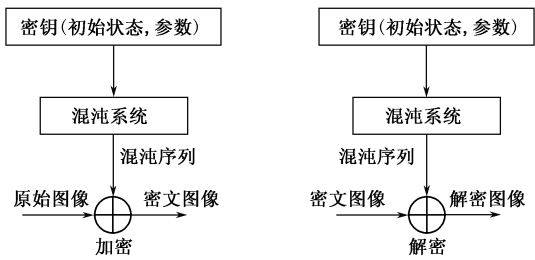 密钥(初始状态,参数)
混沌系统
混沌序列
原始图像
密文图像
加密
密钥(初始状态,参数)
混沌系统
混沌序列
密文图像
解密图像
解密